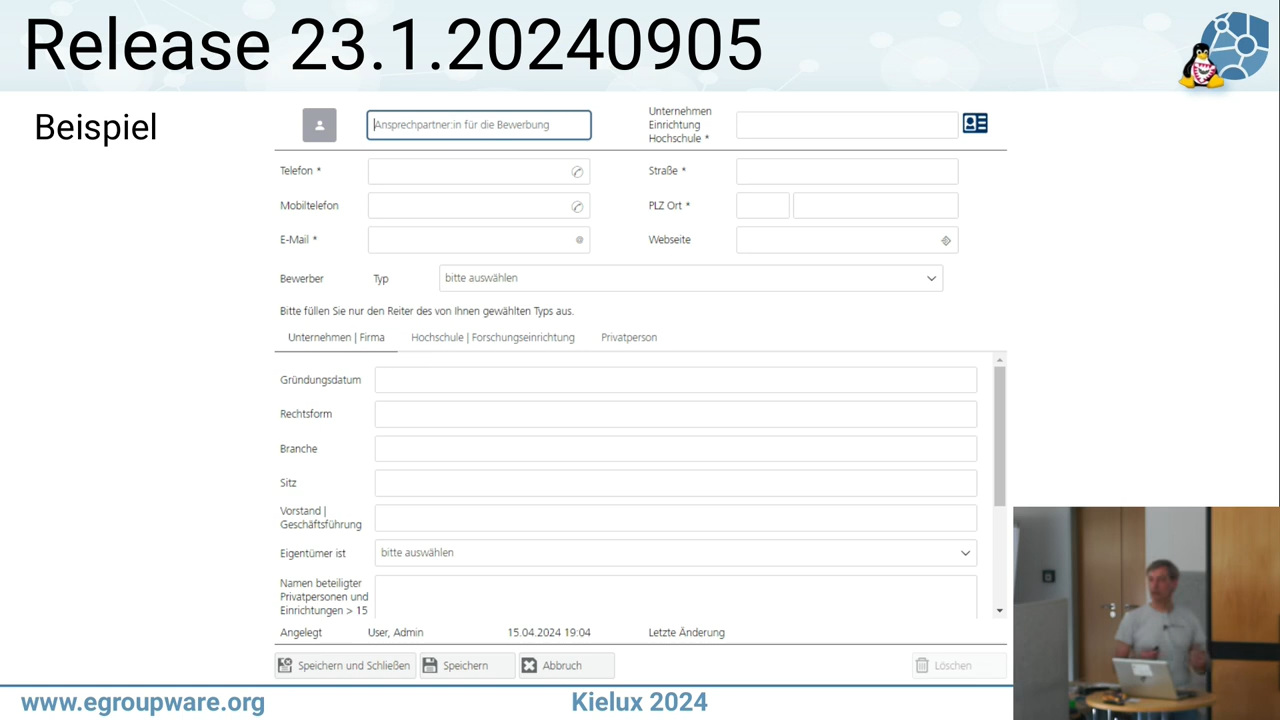 Release 23.1.20240905
Beispiel
Ansprechpartner:in für die Bewerbung
Unternehmen
Einrichtung
Hochschule *
Telefon *
Straße *
Mobiltelefon
PLZ Ort *
E-Mail *
Webseite
Bewerber Typ bitte auswählen
Bitte füllen Sie nur den Reiter des von Ihnen gewählten Typs aus.
Unternehmen | Firma Hochschule | Forschungseinrichtung Privatperson
Gründungsdatum
Rechtsform
Branche
Sitz
Vorstand |
Geschäftsführung
Eigentümer ist bitte auswählen
Namen beteiligter
Privatpersonen und
Einrichtungen > 15
Angelegt User, Admin 15.04.2024 19:04 Letzte Änderung
Speichern und Schließen Speichern Abbruch Löschen
www.egroupware.org Kielux 2024